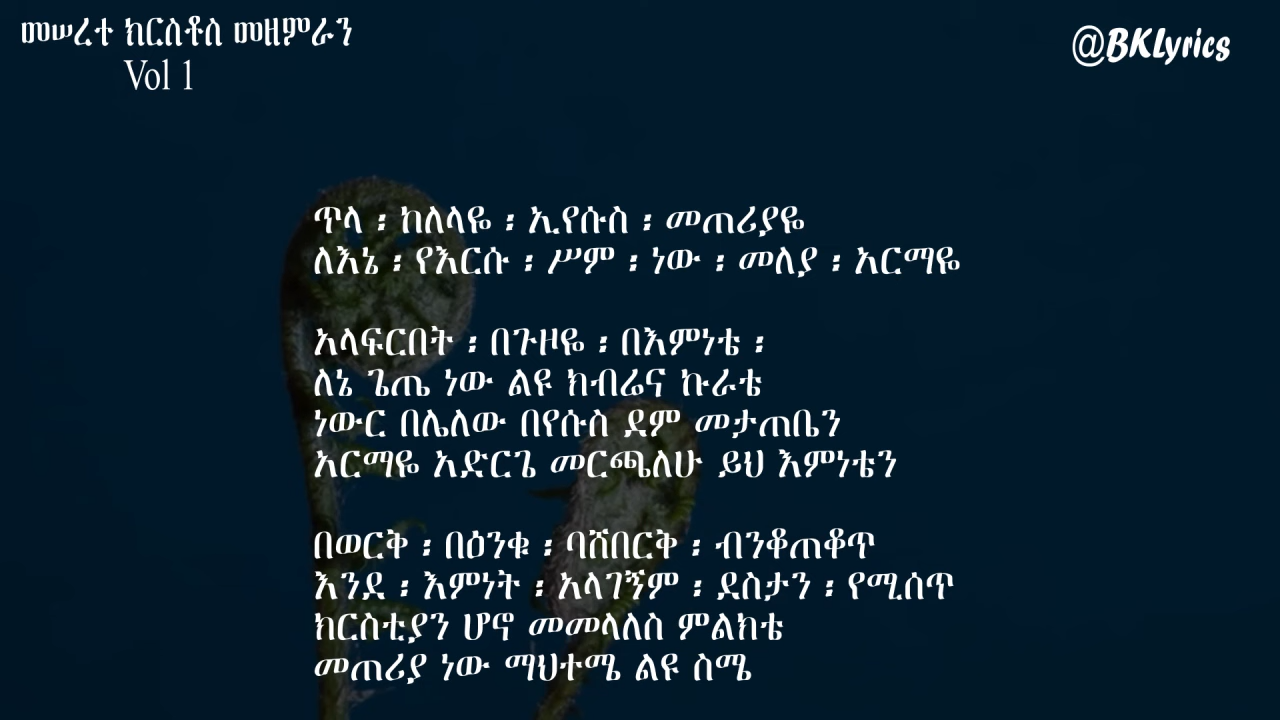 መሠረተ ክርስቶስ መዘምራን
Vol 1
@BKLyrics
ጥላ ፡ ከለላዬ ፡ ኢየሱስ ፡ መጠሪያዬ
ለእኔ ፡ የእርሱ ፡ ሥም ፡ ነው ፡ መለያ ፡ አርማዬ
አላፍርበት ፡ በጉዞዬ ፡ በእምነቴ ፡
ለኔ ጌጤ ነው ልዩ ክብሬና ኩራቴ
ነውር በሌለው በየሱስ ደም መታጠቤን
አርማዬ አድርጌ መርጫለሁ ይህ እምነቴን
በወርቅ ፡ በዕንቁ ፡ ባሸበርቅ ፡ ብንቆጠቆጥ
እንደ ፡ እምነት ፡ አላገኝም ፡ ደስታን ፡ የሚሰጥ
ክርስቲያን ሆኖ መመላለስ ምልክቴ
መጠሪያ ነው ማህተሜ ልዩ ስሜ